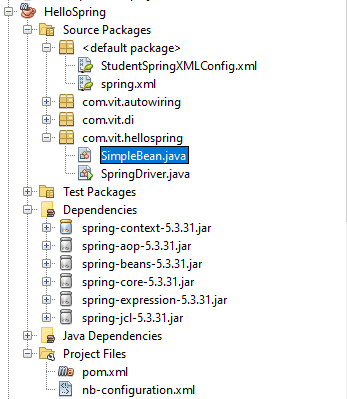 HelloSpring
Source Packages
<default package>
StudentSpringXMLConfig.xml
spring.xml
com.vit.autowiring
com.vit.di
com.vit.hellospring
SimpleBean.java
SpringDriver.java
Test Packages
Dependencies
spring-context-5.3.31.jar
spring-aop-5.3.31.jar
spring-beans-5.3.31.jar
spring-core-5.3.31.jar
spring-expression-5.3.31.jar
spring-jcl-5.3.31.jar
Java Dependencies
Project Files
pom.xml
nb-configuration.xml